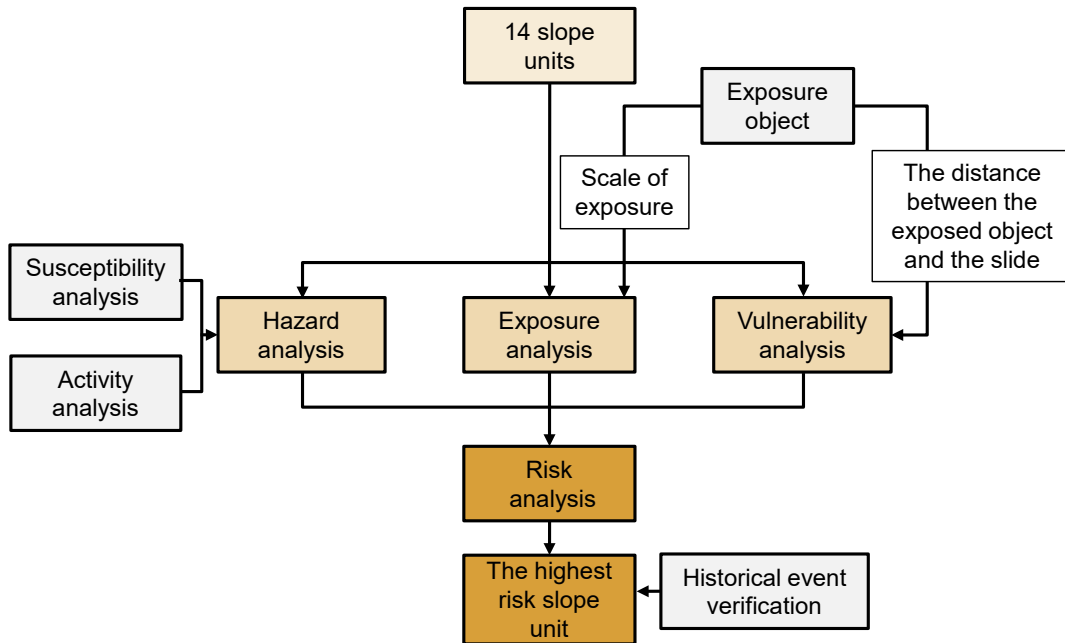 14 slope
units
Exposure
object
Scale of
exposure
The distance
between the
exposed object
and the slide
Susceptibility
analysis
Activity
analysis
Hazard
analysis
Exposure
analysis
Vulnerability
analysis
Risk
analysis
The highest
risk slope
unit
Historical event
verification